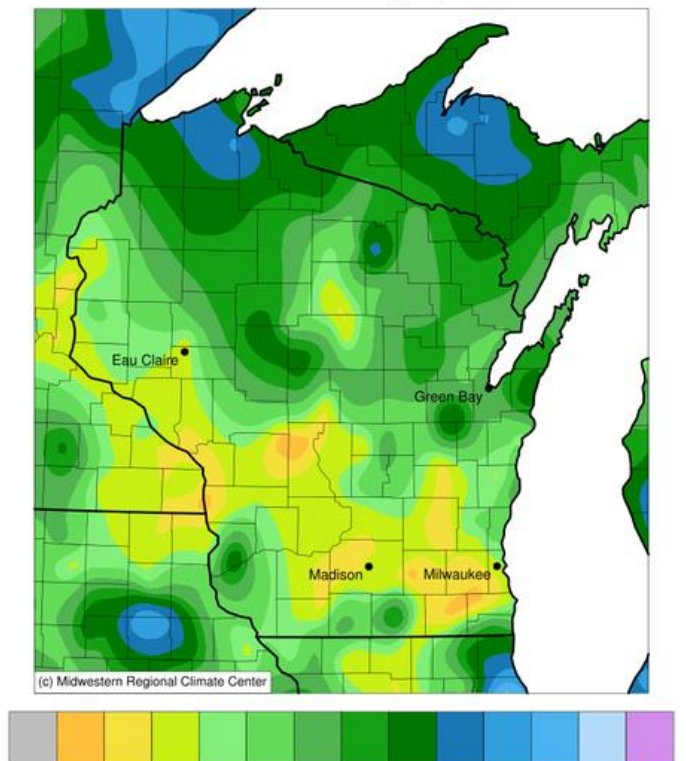 Eau Claire
Green Bay
Madison
Milwaukee
(c) Midwestern Regional Climate Center